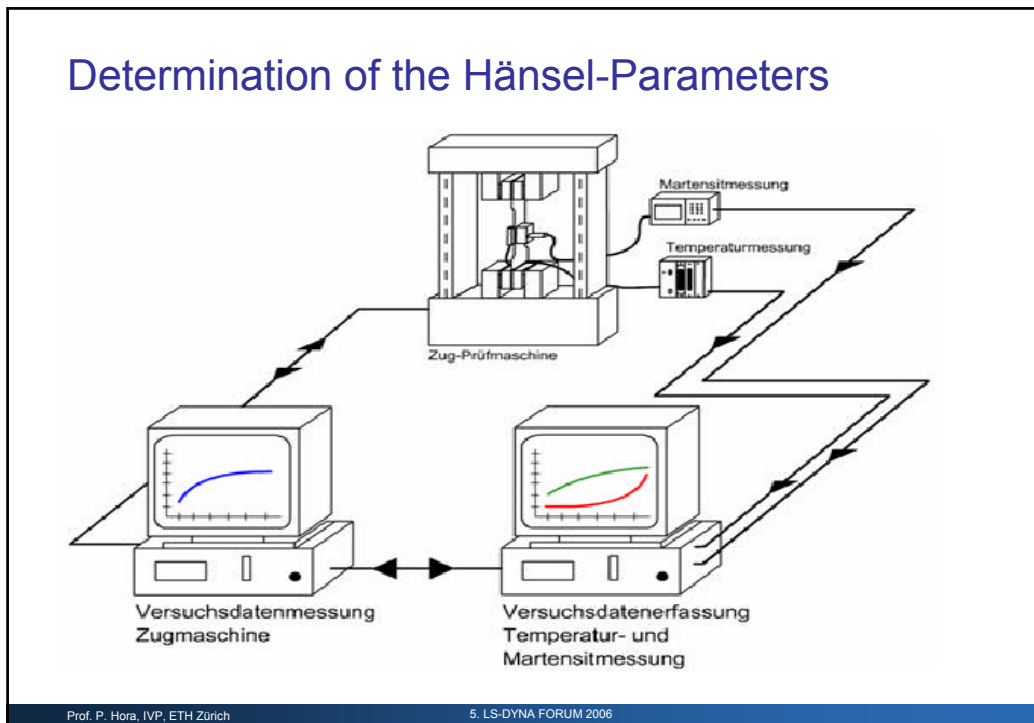 Determination of the Hänsel-Parameters
Martensitmessung
Temperaturmessung
Zug-Prüfmaschine
Versuchsdatenmessung
Zugmaschine
Versuchsdatenerfassung
Temperatur- und
Martensitmessung
Prof. P. Hora, IVP, ETH Zürich
5. LS-DYNA FORUM 2006